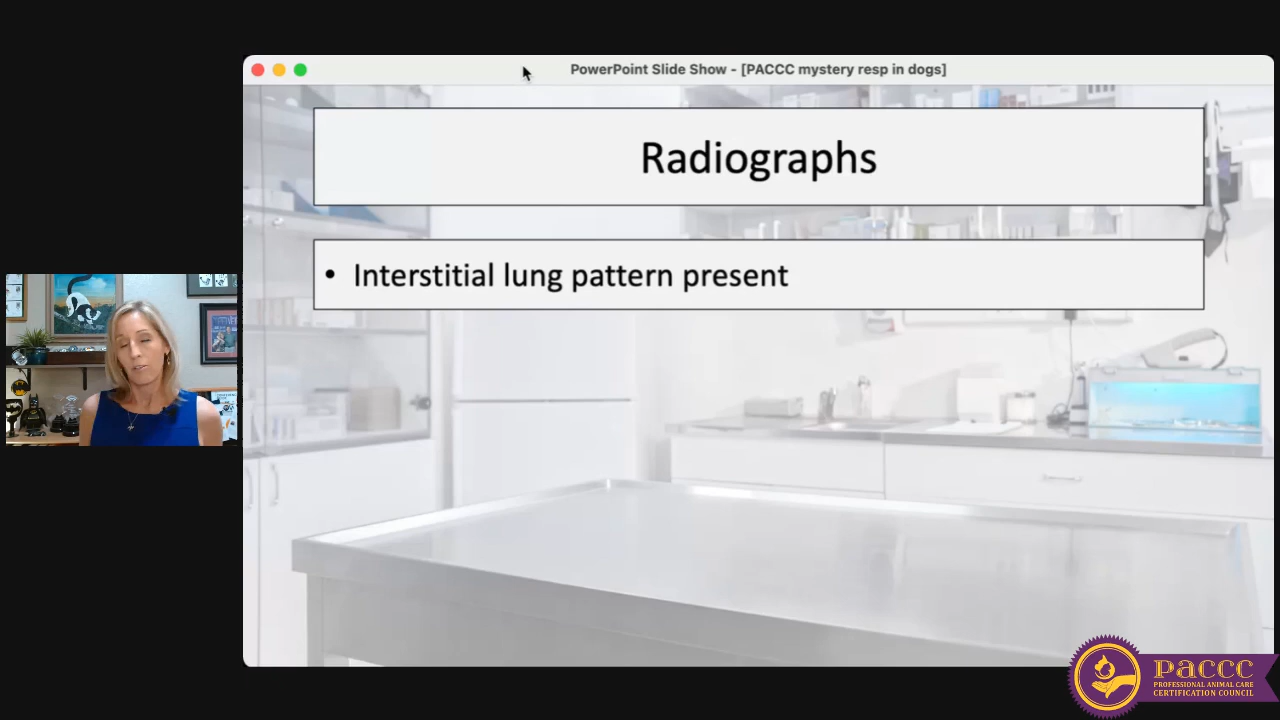 PowerPoint Slide Show - [PACCC mystery resp in dogs]
Radiographs
• Interstitial lung pattern present
PACCC
PROFESSIONAL ANIMAL CARE
CERTIFICATION COUNCIL